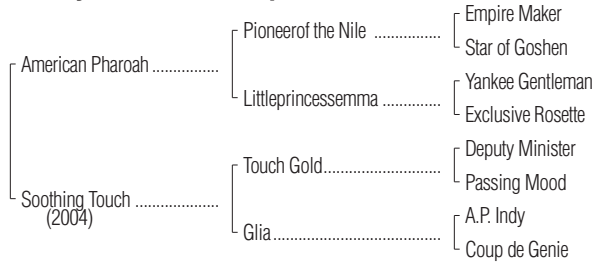 Empire Maker
Pioneerof the Nile ................
Star of Goshen
American Pharoah ................
Yankee Gentleman
Littleprincessemma ..............
Exclusive Rosette
Deputy Minister
Touch Gold............................
Passing Mood
Soothing Touch ....................
(2004)
A.P. Indy
Glia........................................
Coup de Genie